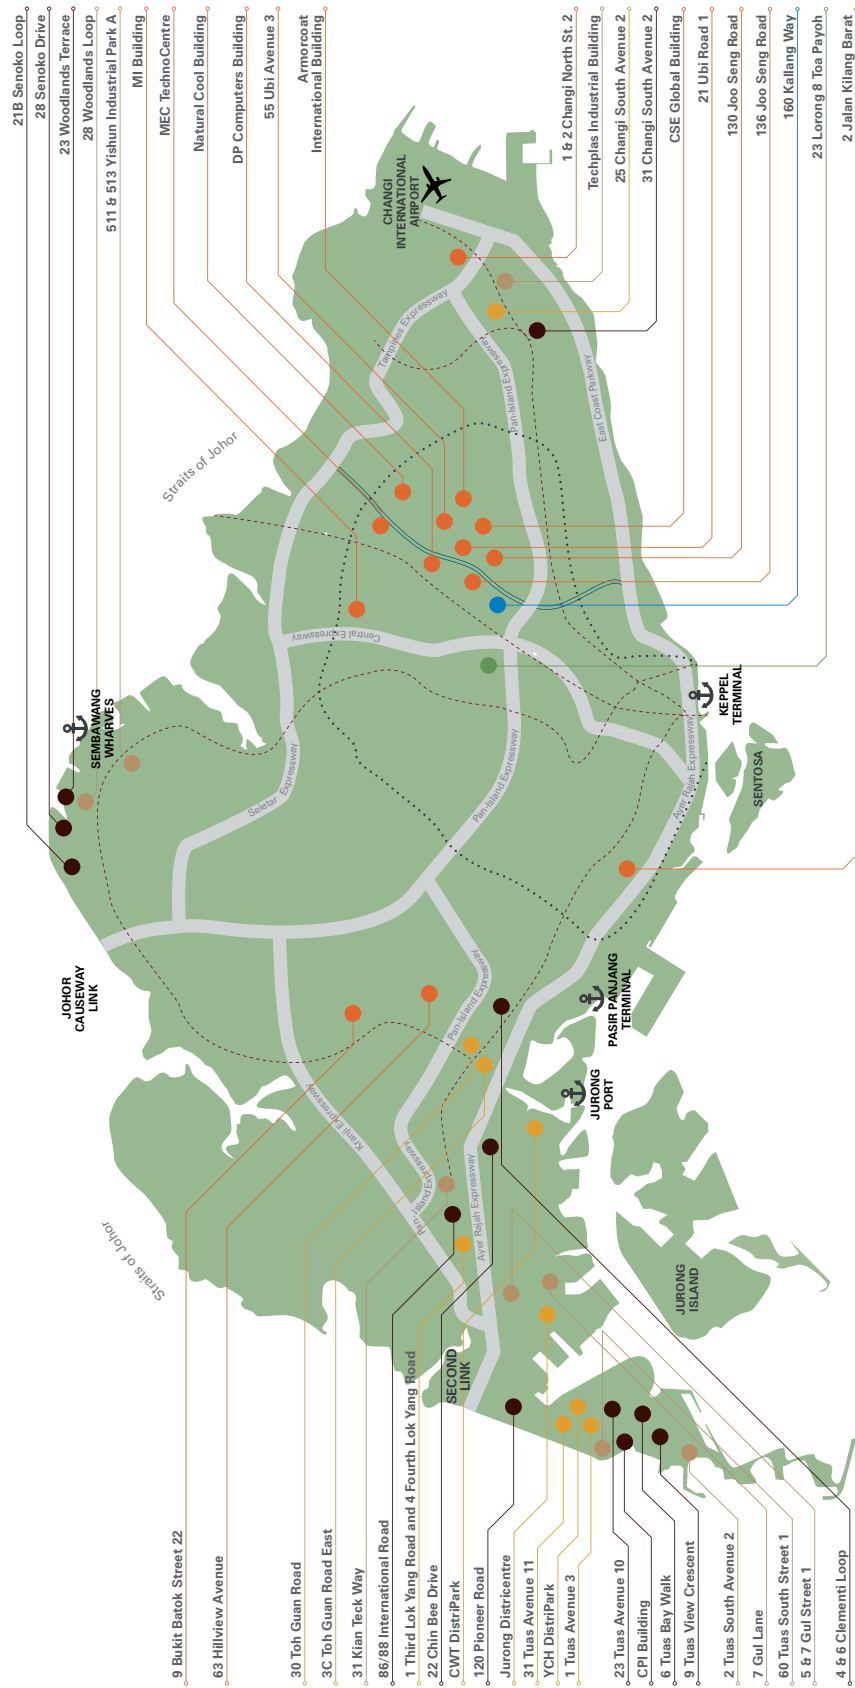 21B Senoko Loop
28 Senoko Drive
23 Woodlands Terrace
28 Woodlands Loop
511 & 513 Yishun Industrial Park A
MI Building
MEC TechnoCentre
Natural Cool Building
DP Computers Building
55 Ubi Avenue 3
Armorcoat
International Building
1 & 2 Changi North St. 2
Techplas Industrial Building
25 Changi South Avenue 2
31 Changi South Avenue 2
CSE Global Building
21 Ubi Road 1
130 Joo Seng Road
136 Joo Seng Road
160 Kallang Way
23 Lorong 8 Toa Payoh
2 Jalan Kilang Barat
CHANGI
INTERNATIONAL
AIRPORT
Tampines Expressway
Pan-Island Expressway
East Coast Parkway
Straits of Johor
Central Expressway
SEMBAWANG
WHARVES
Seletar Expressway
Pan-Island Expressway
Ayer Rajah Expressway
KEPPEL
TERMINAL
SENTOSA
JOHOR
CAUSEWAY
LINK
Pan-Island Expressway
PASIR PANJANG
TERMINAL
JURONG
PORT
Kranji Expressway
Pan-Island Expressway
Ayer Rajah Expressway
Straits of Johor
JURONG
ISLAND
SECOND
LINK
9 Bukit Batok Street 22
63 Hillview Avenue
30 Toh Guan Road
3C Toh Guan Road East
31 Kian Teck Way
86/88 International Road
1 Third Lok Yang Road and 4 Fourth Lok Yang Road
22 Chin Bee Drive
CWT DistriPark
120 Pioneer Road
Jurong Districentre
31 Tuas Avenue 11
YCH DistriPark
1 Tuas Avenue 3
23 Tuas Avenue 10
CPI Building
6 Tuas Bay Walk
9 Tuas View Crescent
2 Tuas South Avenue 2
7 Gul Lane
60 Tuas South Street 1
5 & 7 Gul Street 1
4 & 6 Clementi Loop